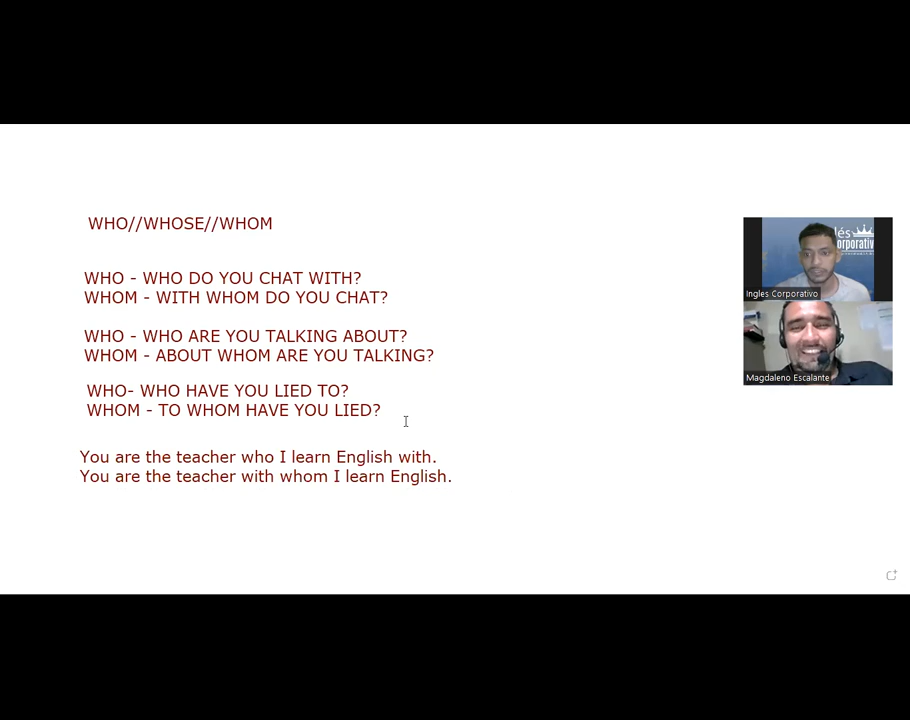 WHO//WHOSE//WHOM
WHO - WHO DO YOU CHAT WITH?
WHOM - WITH WHOM DO YOU CHAT?
WHO - WHO ARE YOU TALKING ABOUT?
WHOM - ABOUT WHOM ARE YOU TALKING?
WHO- WHO HAVE YOU LIED TO?
WHOM - TO WHOM HAVE YOU LIED?
You are the teacher who I learn English with.
You are the teacher with whom I learn English.
Ingles Corporativo
Magdaleno Escalante